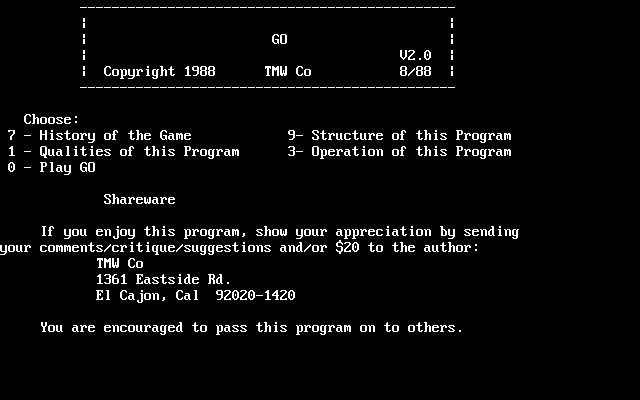 GO
V2.0
Copyright 1988 TMW Co 8/88
Choose:
7 - History of the Game 9- Structure of this Program
1 - Qualities of this Program 3- Operation of this Program
0 - Play GO
Shareware
If you enjoy this program, show your appreciation by sending
your comments/critique/suggestions and/or $20 to the author:
TMW Co
1361 Eastside Rd.
El Cajon, Cal 92020-1420
You are encouraged to pass this program on to others.